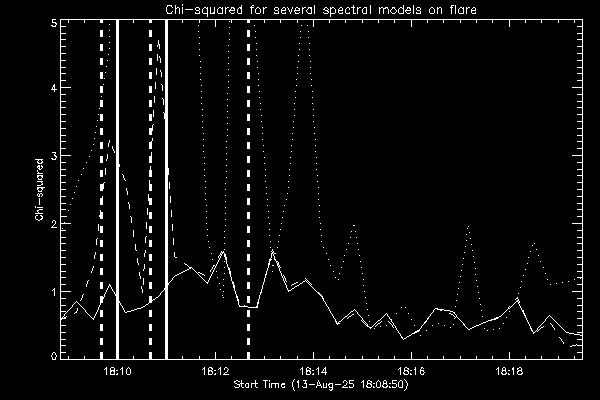 Chi-squared for several spectral models on flare
5
4
3
2
1
0
Chi-squared
18:10 18:12 18:14 18:16 18:18
Start Time (13-Aug-25 18:08:50)